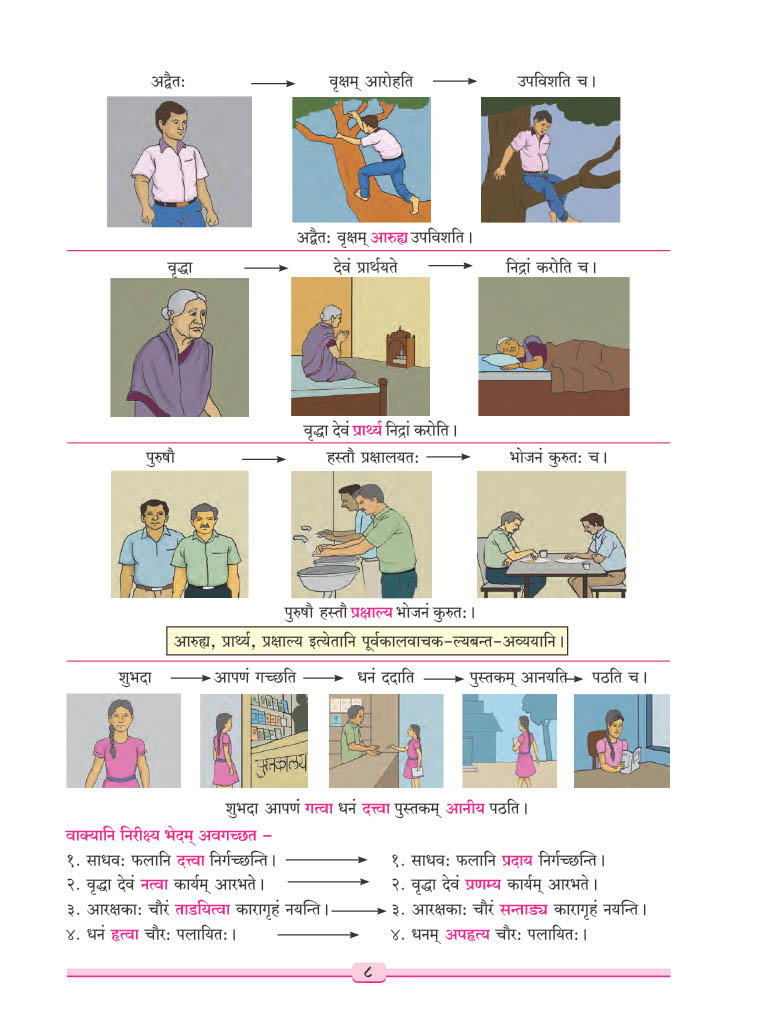 अद्वैतः → वृक्षम् आरोहति → उपविशति च।
अद्वैतः वृक्षम् आरुह्य उपविशति।
वृद्धा → देवं प्रार्थयते → निद्रां करोति च।
वृद्धा देवं प्रार्थ्य निद्रां करोति।
पुरुषौ → हस्तौ प्रक्षालयतः → भोजनं कुरुतः च।
पुरुषौ हस्तौ प्रक्षाल्य भोजनं कुरुतः।
आरुह्य, प्रार्थ्य, प्रक्षाल्य इत्येतानि पूर्वकालवाचक-ल्यबन्त-अव्ययानि।
शुभदा → आपणं गच्छति → धनं ददाति → पुस्तकम् आनयति → पठति च।
पुस्तकालय
शुभदा आपणं गत्वा धनं दत्त्वा पुस्तकम् आनीय पठति।
वाक्यानि निरीक्ष्य भेदम् अवगच्छत –
१. साधवः फलानि दत्त्वा निर्गच्छन्ति। → १. साधवः फलानि प्रदाय निर्गच्छन्ति।
२. वृद्धा देवं नत्वा कार्यम् आरभते। → २. वृद्धा देवं प्रणम्य कार्यम् आरभते।
३. आरक्षकाः चौरं ताडयित्वा कारागृहं नयन्ति। → ३. आरक्षकाः चौरं सन्ताड्य कारागृहं नयन्ति।
४. धनं हृत्वा चौरः पलायितः। → ४. धनम् अपहृत्य चौरः पलायितः।
८